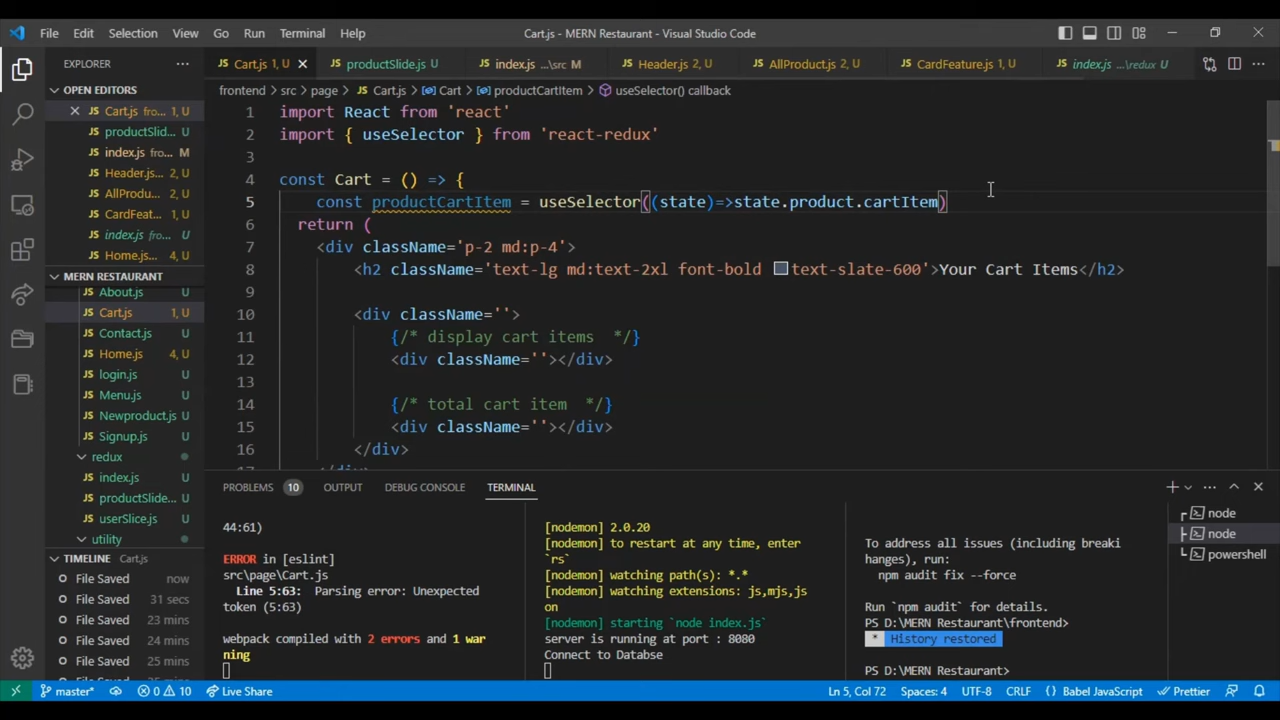 File Edit Selection View Go Run Terminal Help
Cart.js - MERN Restaurant - Visual Studio Code
EXPLORER ...
Cart.js 1, U
productSlide.js U
index.js ...\src M
Header.js 2, U
AllProduct.js 2, U
CardFeature.js 1, U
index.js ...\redux U
OPEN EDITORS
Cart.js fro... 1, U
productSlid... U
index.js fro... M
Header.js ... 2, U
AllProdu... 2, U
CardFeat... 1, U
index.js fron... U
Home.js ... 4, U
MERN RESTAURANT
About.js U
Cart.js 1, U
Contact.js U
Home.js 4, U
login.js U
Menu.js U
Newproduct.js U
Signup.js U
redux
index.js U
productSlide... U
userSlice.js U
utility
TIMELINE Cart.js
File Saved now
File Saved 31 secs
File Saved 23 mins
File Saved 24 mins
File Saved 25 mins
frontend > src > page > Cart.js > Cart > productCartItem > useSelector() callback
1 import React from 'react'
2 import { useSelector } from 'react-redux'
3
4 const Cart = () => {
5 const productCartItem = useSelector((state)=>state.product.cartItem)
6 return (
7 <div className='p-2 md:p-4'>
8 <h2 className='text-lg md:text-2xl font-bold text-slate-600'>Your Cart Items</h2>
9
10 <div className=''>
11 {/* display cart items */}
12 <div className=''></div>
13
14 {/* total cart item */}
15 <div className=''></div>
16 </div>
17 </div>
PROBLEMS 10 OUTPUT DEBUG CONSOLE TERMINAL
44:61)
ERROR in [eslint]
src\page\Cart.js
Line 5:63: Parsing error: Unexpected
token (5:63)
webpack compiled with 2 errors and 1 war
ning
[nodemon] 2.0.20
[nodemon] to restart at any time, enter
`rs`
[nodemon] watching path(s): *.*
[nodemon] watching extensions: js,mjs,js
on
[nodemon] starting `node index.js`
server is running at port : 8080
Connect to Databse
To address all issues (including breaki
ng changes), run:
npm audit fix --force
Run `npm audit` for details.
PS D:\MERN Restaurant\frontend>
* History restored
PS D:\MERN Restaurant>
node
node
powershell
master* 0 10 Live Share
Ln 5, Col 72 Spaces: 4 UTF-8 CRLF {} Babel JavaScript Prettier